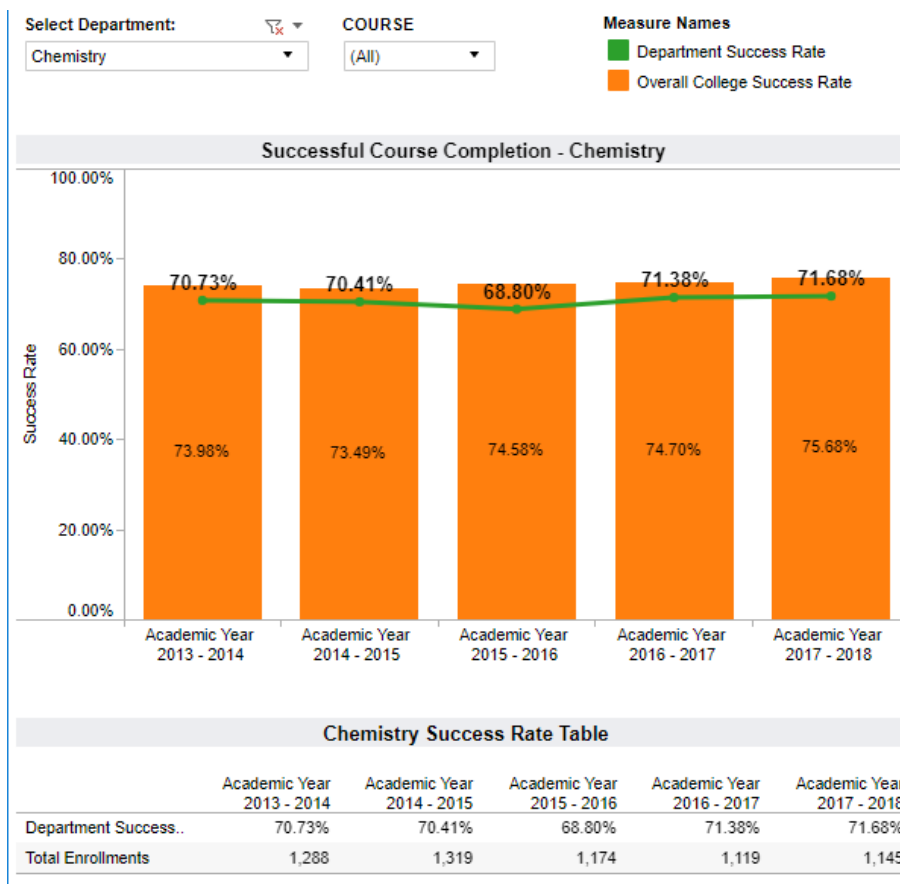 Select Department: COURSE Measure Names
Chemistry (All) Department Success Rate
Overall College Success Rate
Successful Course Completion - Chemistry
100.00%
80.00%
60.00%
40.00%
20.00%
0.00%
Success Rate
70.73% 70.41% 68.80% 71.38% 71.68%
73.98% 73.49% 74.58% 74.70% 75.68%
Academic Year Academic Year Academic Year Academic Year Academic Year
2013 - 2014 2014 - 2015 2015 - 2016 2016 - 2017 2017 - 2018
Chemistry Success Rate Table
Academic Year Academic Year Academic Year Academic Year Academic Year
2013 - 2014 2014 - 2015 2015 - 2016 2016 - 2017 2017 - 2018
Department Success.. 70.73% 70.41% 68.80% 71.38% 71.68%
Total Enrollments 1,288 1,319 1,174 1,119 1,145